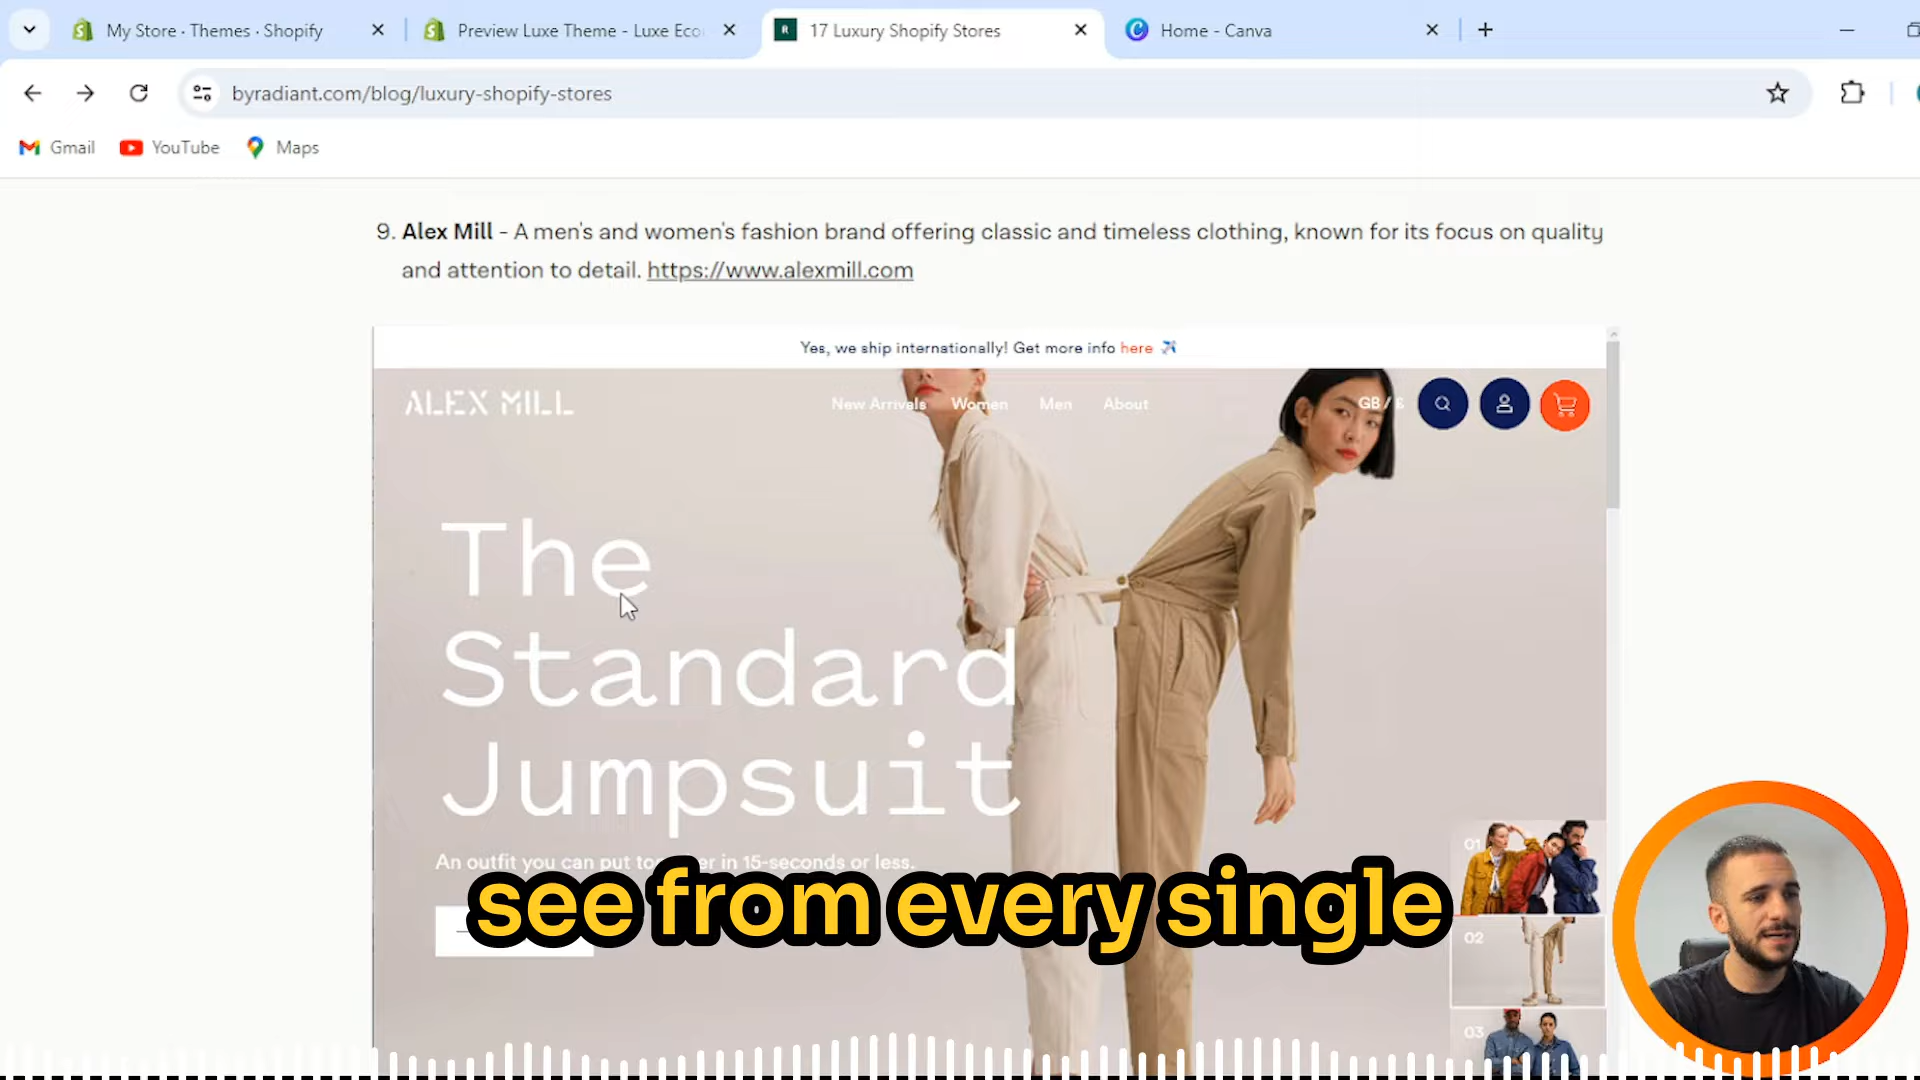 My Store · Themes · Shopify
Preview Luxe Theme - Luxe Eco
17 Luxury Shopify Stores
Home - Canva
byradiant.com/blog/luxury-shopify-stores
Gmail
YouTube
Maps
9. Alex Mill - A men's and women's fashion brand offering classic and timeless clothing, known for its focus on quality
and attention to detail. https://www.alexmill.com
Yes, we ship internationally! Get more info here
ALEX MILL
New Arrivals
Women
Men
About
GB / £
The
Standard
Jumpsuit
An outfit you can put together in 15-seconds or less.
see from every single
01
02
03